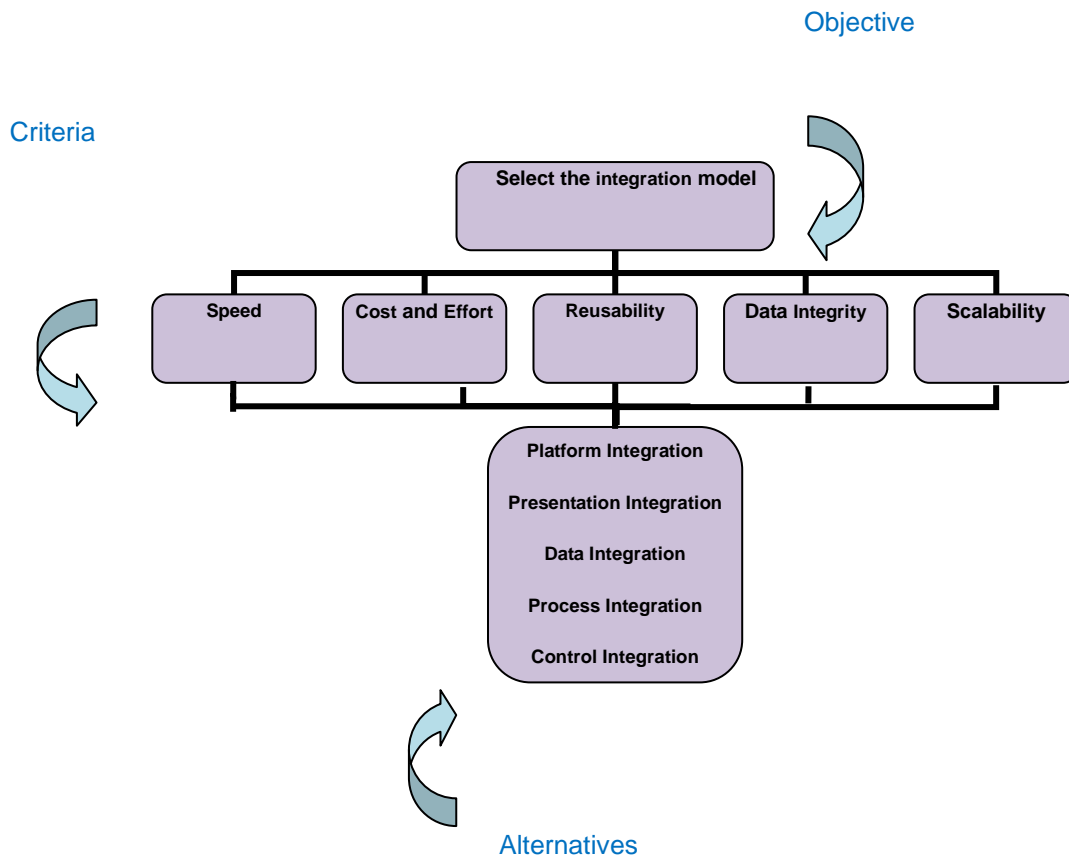 Objective
Criteria
Select the integration model
Speed
Cost and Effort
Reusability
Data Integrity
Scalability
Platform Integration
Presentation Integration
Data Integration
Process Integration
Control Integration
Alternatives